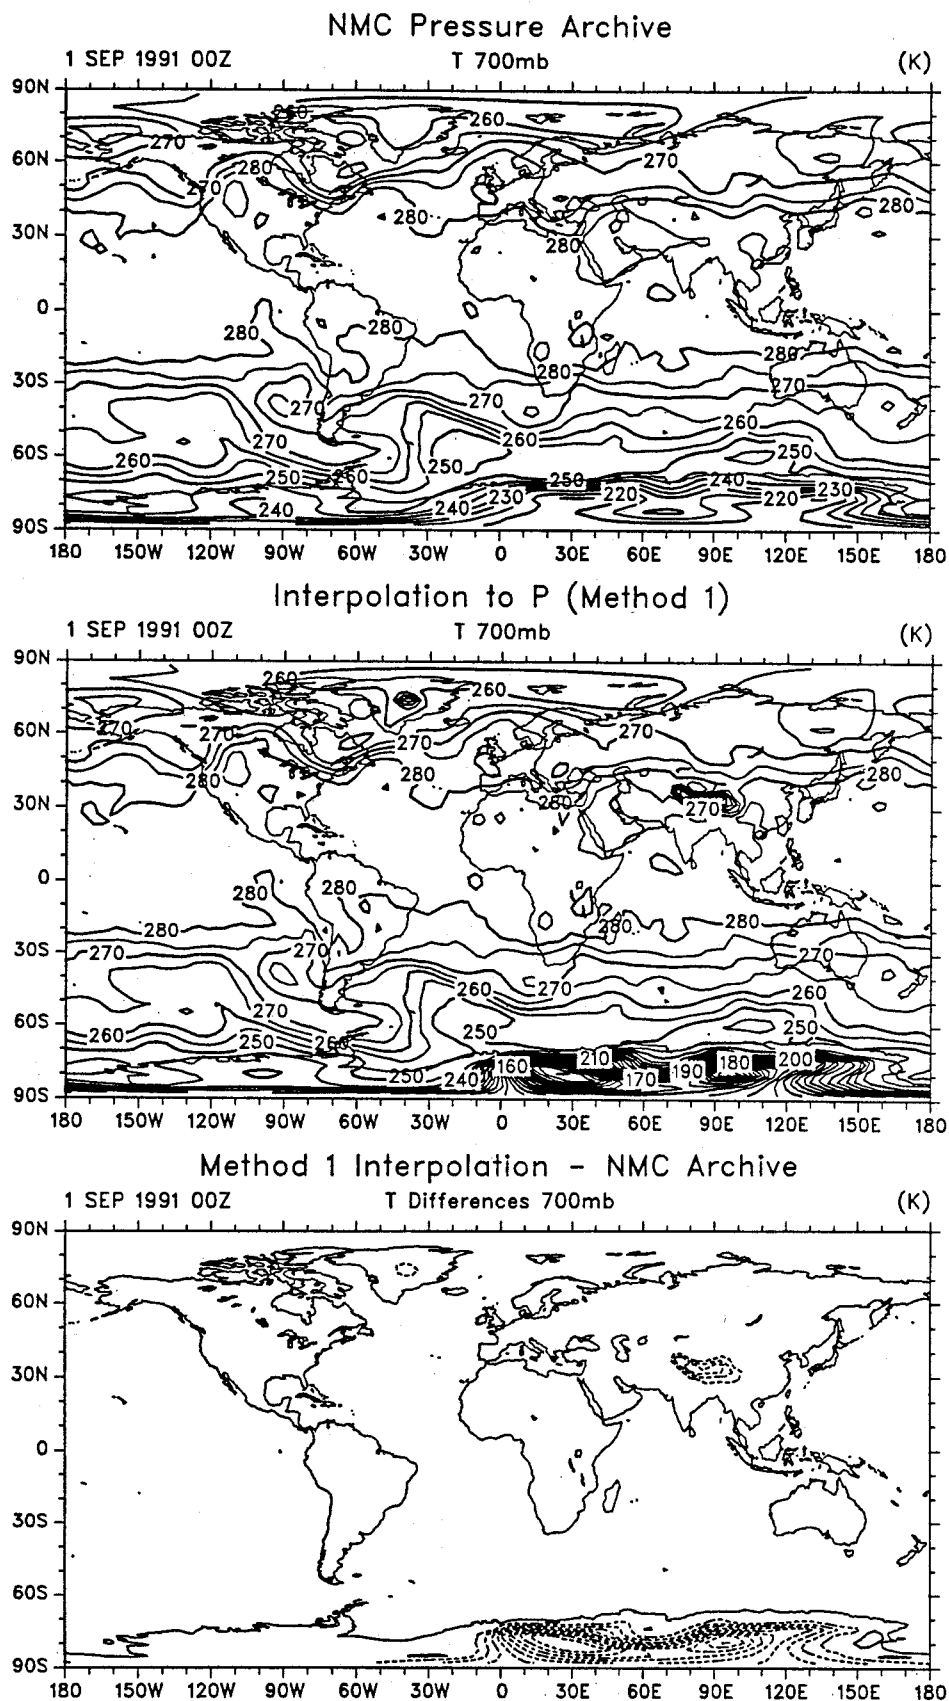 NMC Pressure Archive
1 SEP 1991 00Z T 700mb (K)
90N
260
260
270
270
60N
280
270
280
280
30N
280
0
280
280
280
280
30S
270
270
270
260
260
270
60S
260
250
250
250
260
250
240
230
220
220
230
240
240
90S
180 150W 120W 90W 60W 30W 0 30E 60E 90E 120E 150E 180
Interpolation to P (Method 1)
1 SEP 1991 00Z T 700mb (K)
90N
260
260
60N
270
270
270
270
280
280
280
30N
280
270
0
280
280
280
280
280
30S
270
270
270
260
270
260
270
60S
260
250
260
250
250
250
240
160
210
170
190
180
200
90S
180 150W 120W 90W 60W 30W 0 30E 60E 90E 120E 150E 180
Method 1 Interpolation - NMC Archive
1 SEP 1991 00Z T Differences 700mb (K)
90N
60N
30N
0
30S
60S
90S
180 150W 120W 90W 60W 30W 0 30E 60E 90E 120E 150E 180